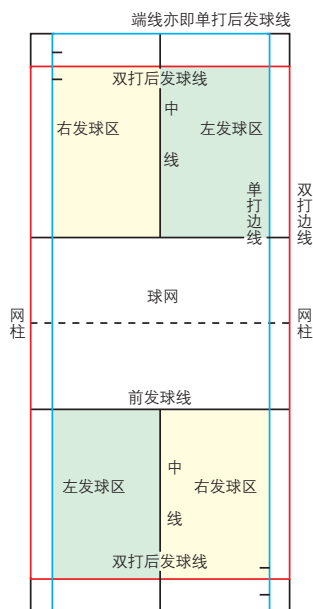 端线亦即单打后发球线
双打后发球线
中
右发球区
左发球区
线
单打边线
双打边线
球网
网柱
网柱
前发球线
中
左发球区
右发球区
线
双打后发球线